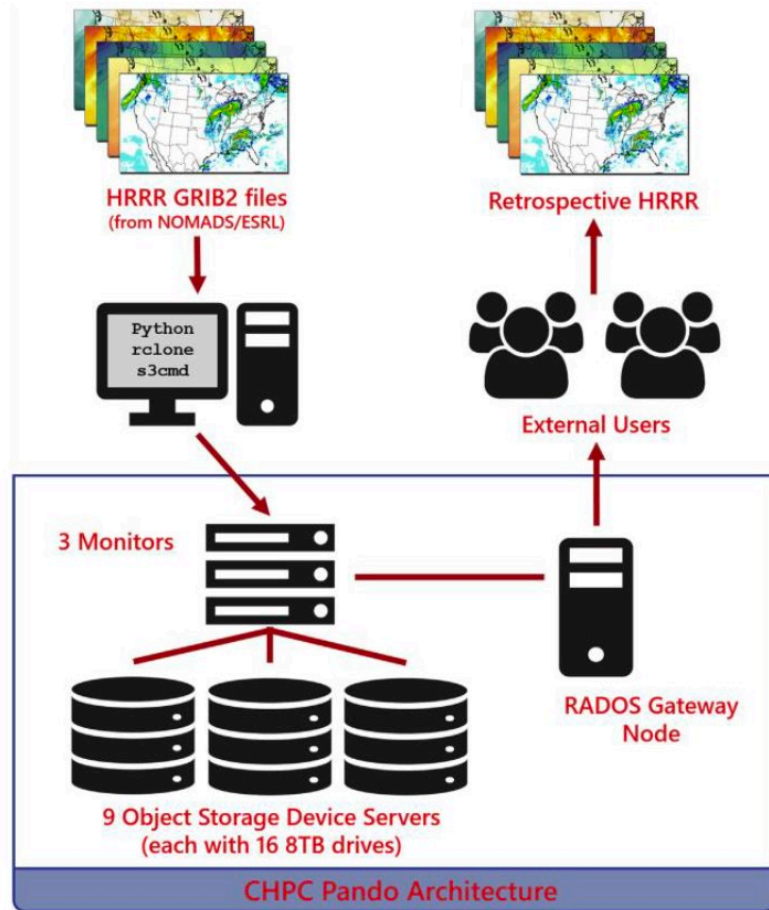 HRRR GRIB2 files
(from NOMADS/ESRL)
Retrospective HRRR
Python
rclone
s3cmd
External Users
3 Monitors
RADOS Gateway
Node
9 Object Storage Device Servers
(each with 16 8TB drives)
CHPC Pando Architecture